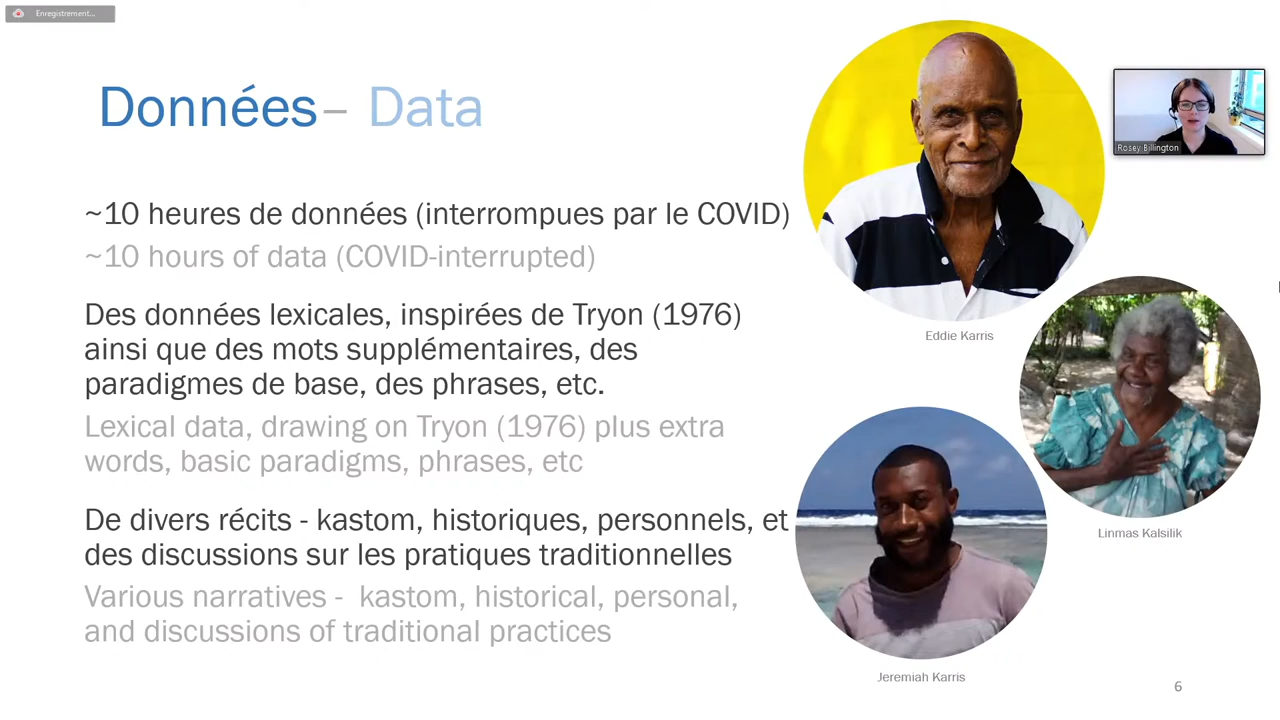 Enregistrement...
Données – Data
~10 heures de données (interrompues par le COVID)
~10 hours of data (COVID-interrupted)
Des données lexicales, inspirées de Tryon (1976)
ainsi que des mots supplémentaires, des
paradigmes de base, des phrases, etc.
Lexical data, drawing on Tryon (1976) plus extra
words, basic paradigms, phrases, etc
De divers récits - kastom, historiques, personnels, et
des discussions sur les pratiques traditionnelles
Various narratives - kastom, historical, personal,
and discussions of traditional practices
Eddie Karris
Linmas Kalsilik
Jeremiah Karris
Rosey Billington
6